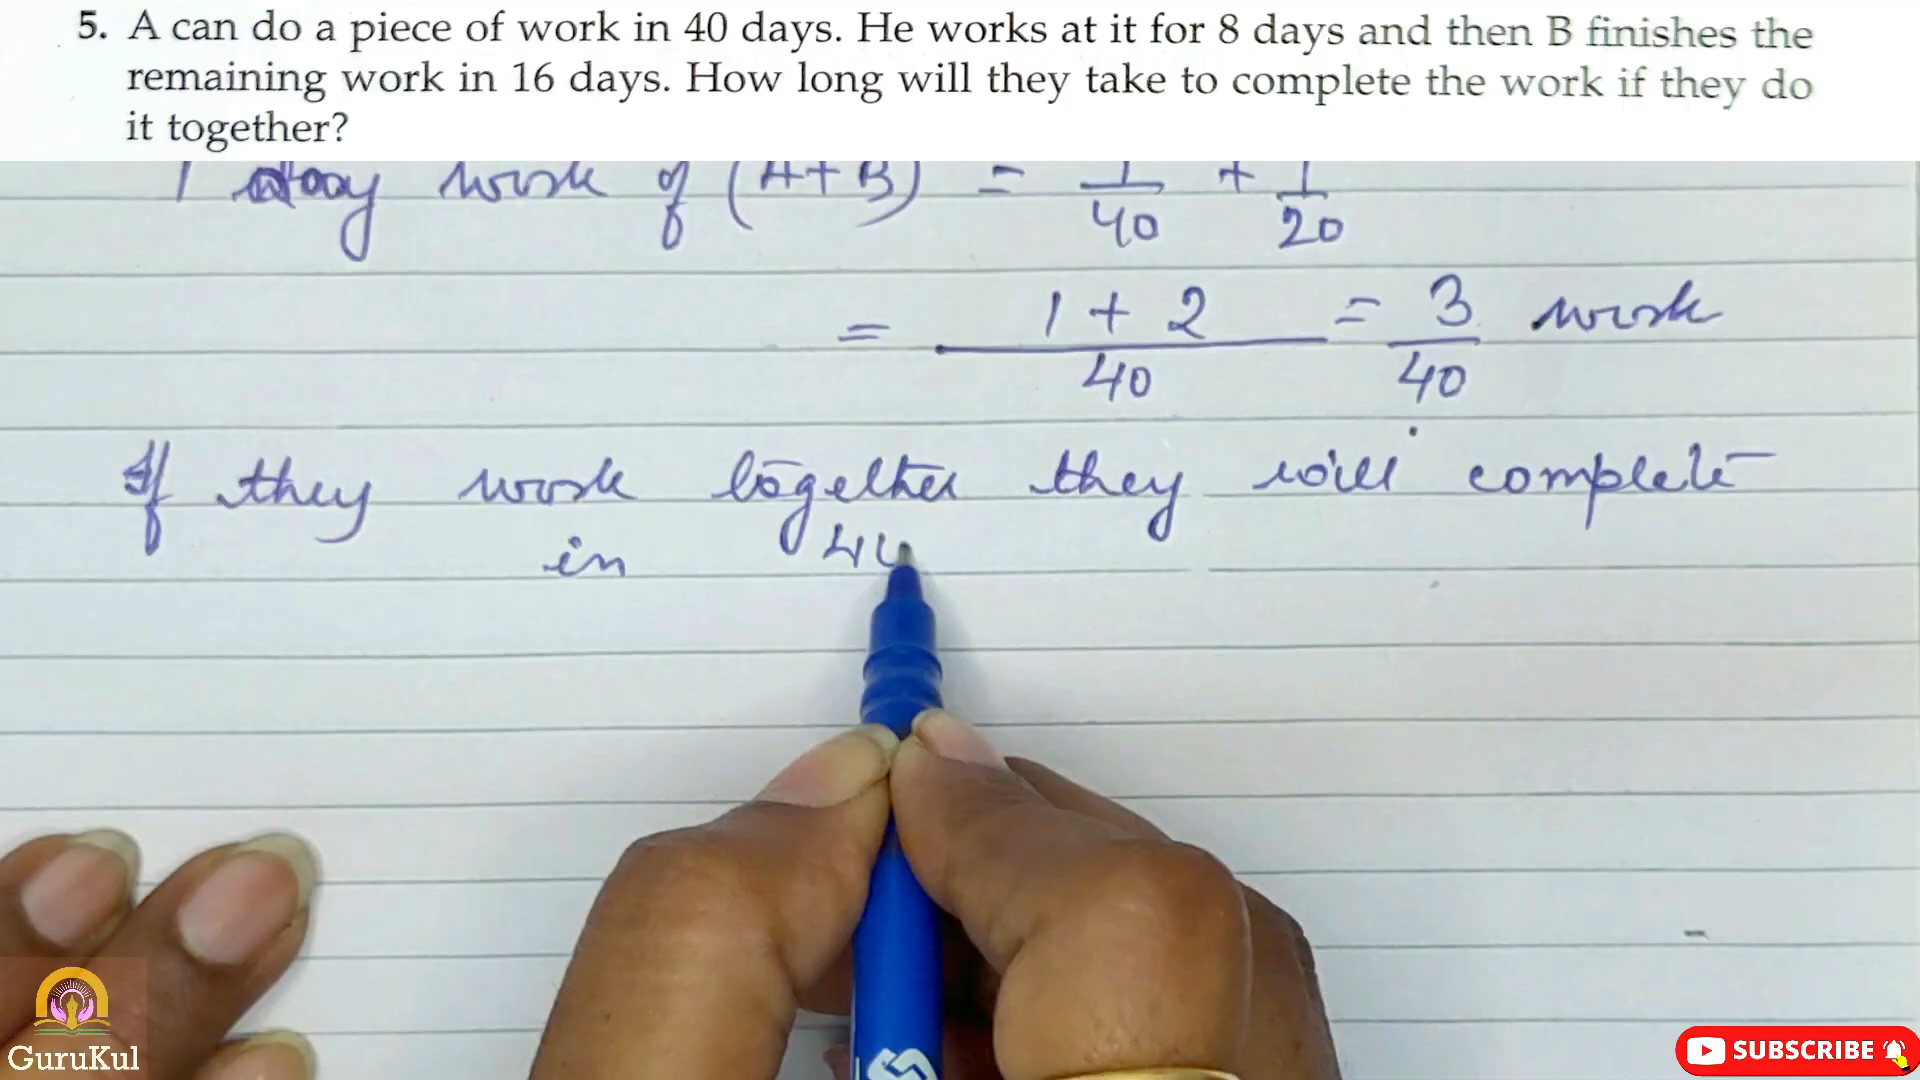 5. A can do a piece of work in 40 days. He works at it for 8 days and then B finishes the
remaining work in 16 days. How long will they take to complete the work if they do
it together?
1 day work of (A+B) = 1/40 + 1/20
= 1 + 2 / 40 = 3/40 work
If they work together they will complete
in 40
GuruKul
SUBSCRIBE